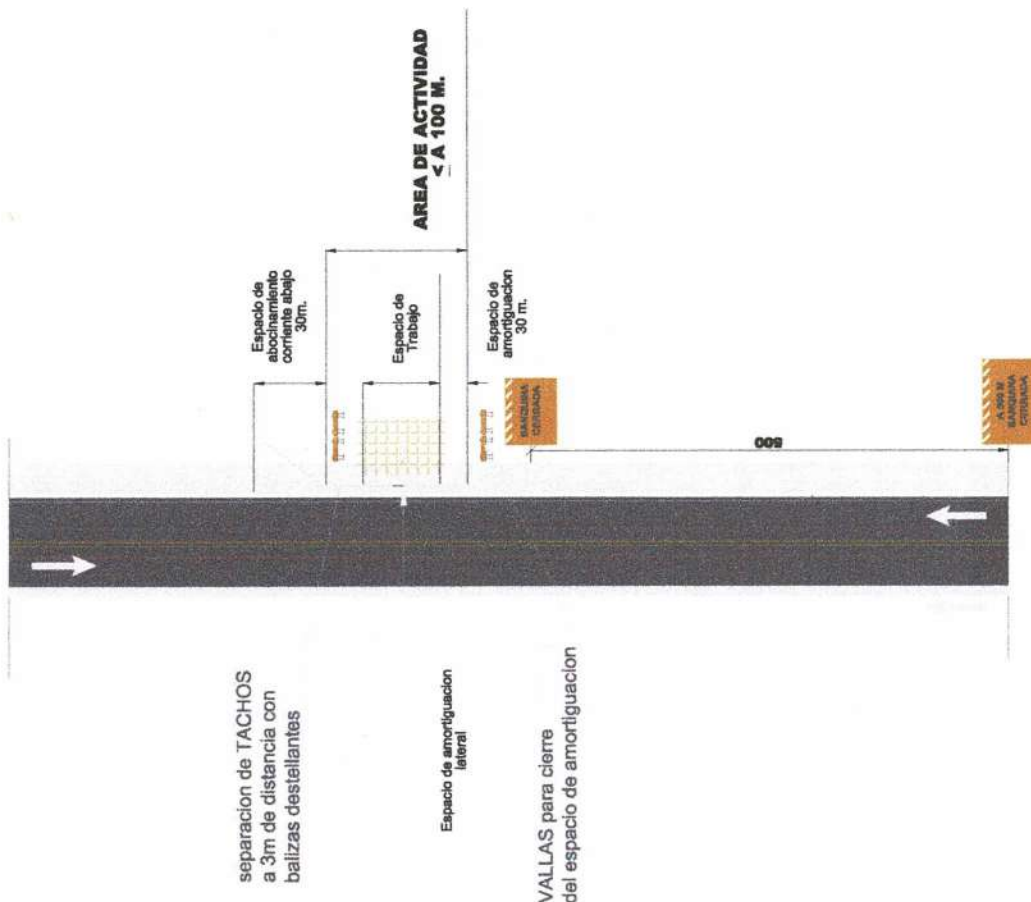 AREA DE ACTIVIDAD
< A 100 M.
Espacio de
abocinamiento
corriente abajo
30m.
Espacio de
Trabajo
Espacio de
amortiguacion
30 m.
BANQUINA
CERRADA
500
BANQUINA
CERRADA
separacion de TACHOS
a 3m de distancia con
balizas destellantes
Espacio de amortiguacion
lateral
VALLAS para cierre
del espacio de amortiguacion